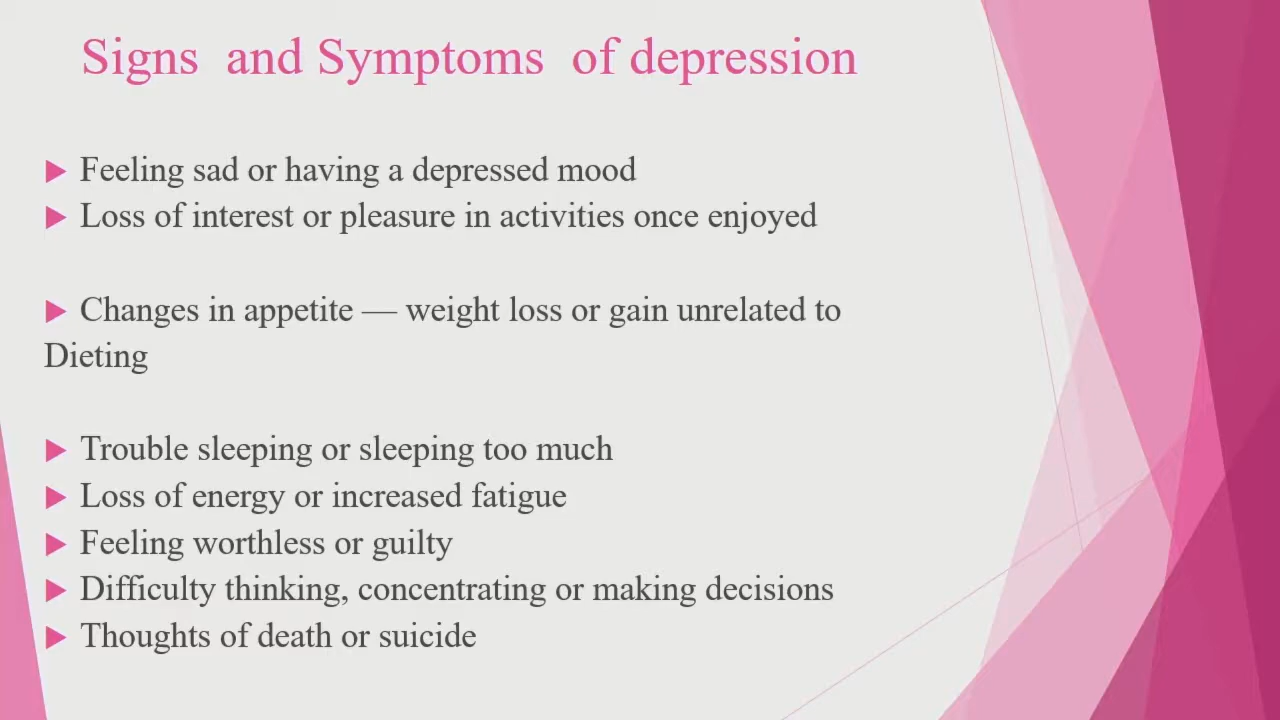 Signs and Symptoms of depression
Feeling sad or having a depressed mood
Loss of interest or pleasure in activities once enjoyed
Changes in appetite — weight loss or gain unrelated to
Dieting
Trouble sleeping or sleeping too much
Loss of energy or increased fatigue
Feeling worthless or guilty
Difficulty thinking, concentrating or making decisions
Thoughts of death or suicide